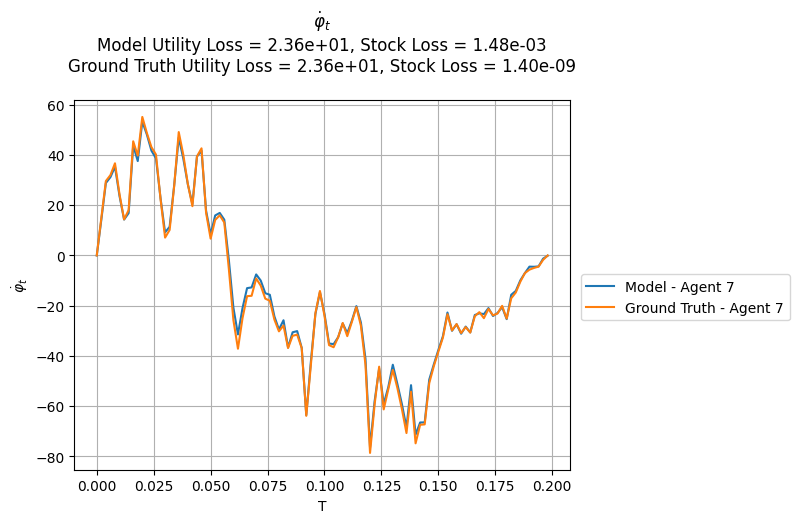 φ̇ₜ
Model Utility Loss = 2.36e+01, Stock Loss = 1.48e-03
Ground Truth Utility Loss = 2.36e+01, Stock Loss = 1.40e-09
60
40
20
0
−20
−40
−60
−80
φ̇ₜ
0.000 0.025 0.050 0.075 0.100 0.125 0.150 0.175 0.200
T
Model - Agent 7
Ground Truth - Agent 7